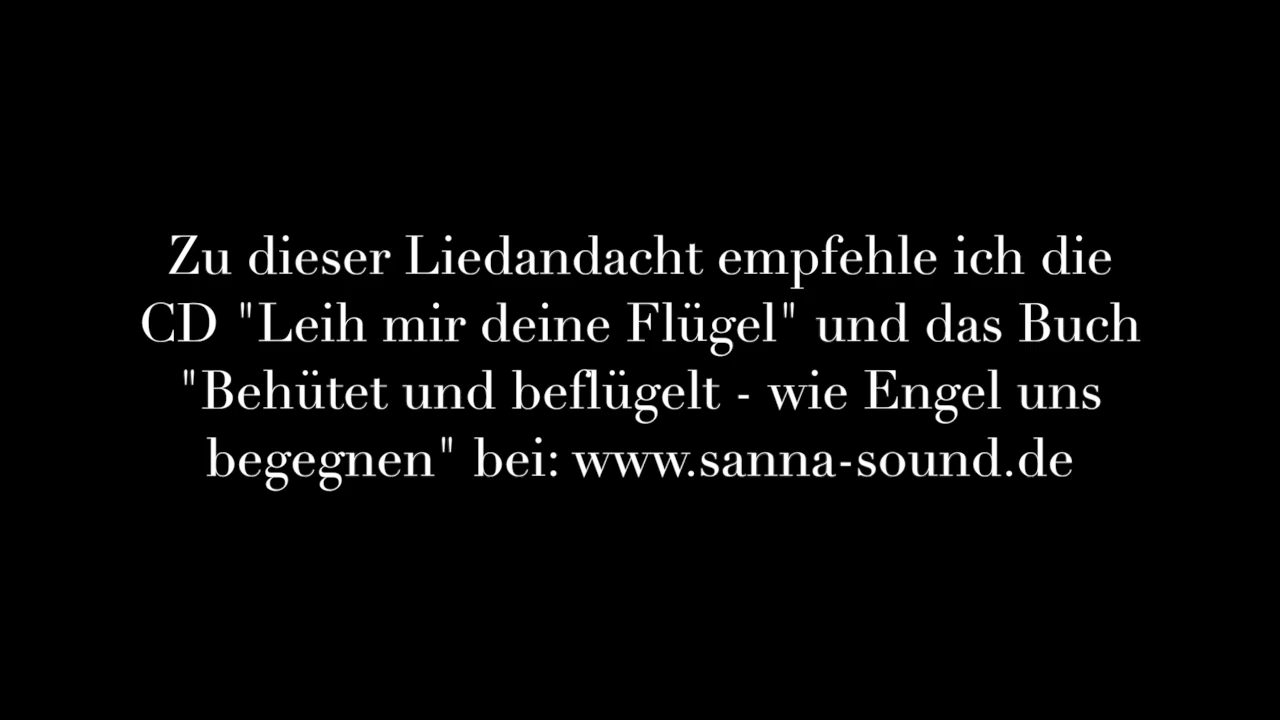 Zu dieser Liedandacht empfehle ich die
CD "Leih mir deine Flügel" und das Buch
"Behütet und beflügelt - wie Engel uns
begegnen" bei: www.sanna-sound.de